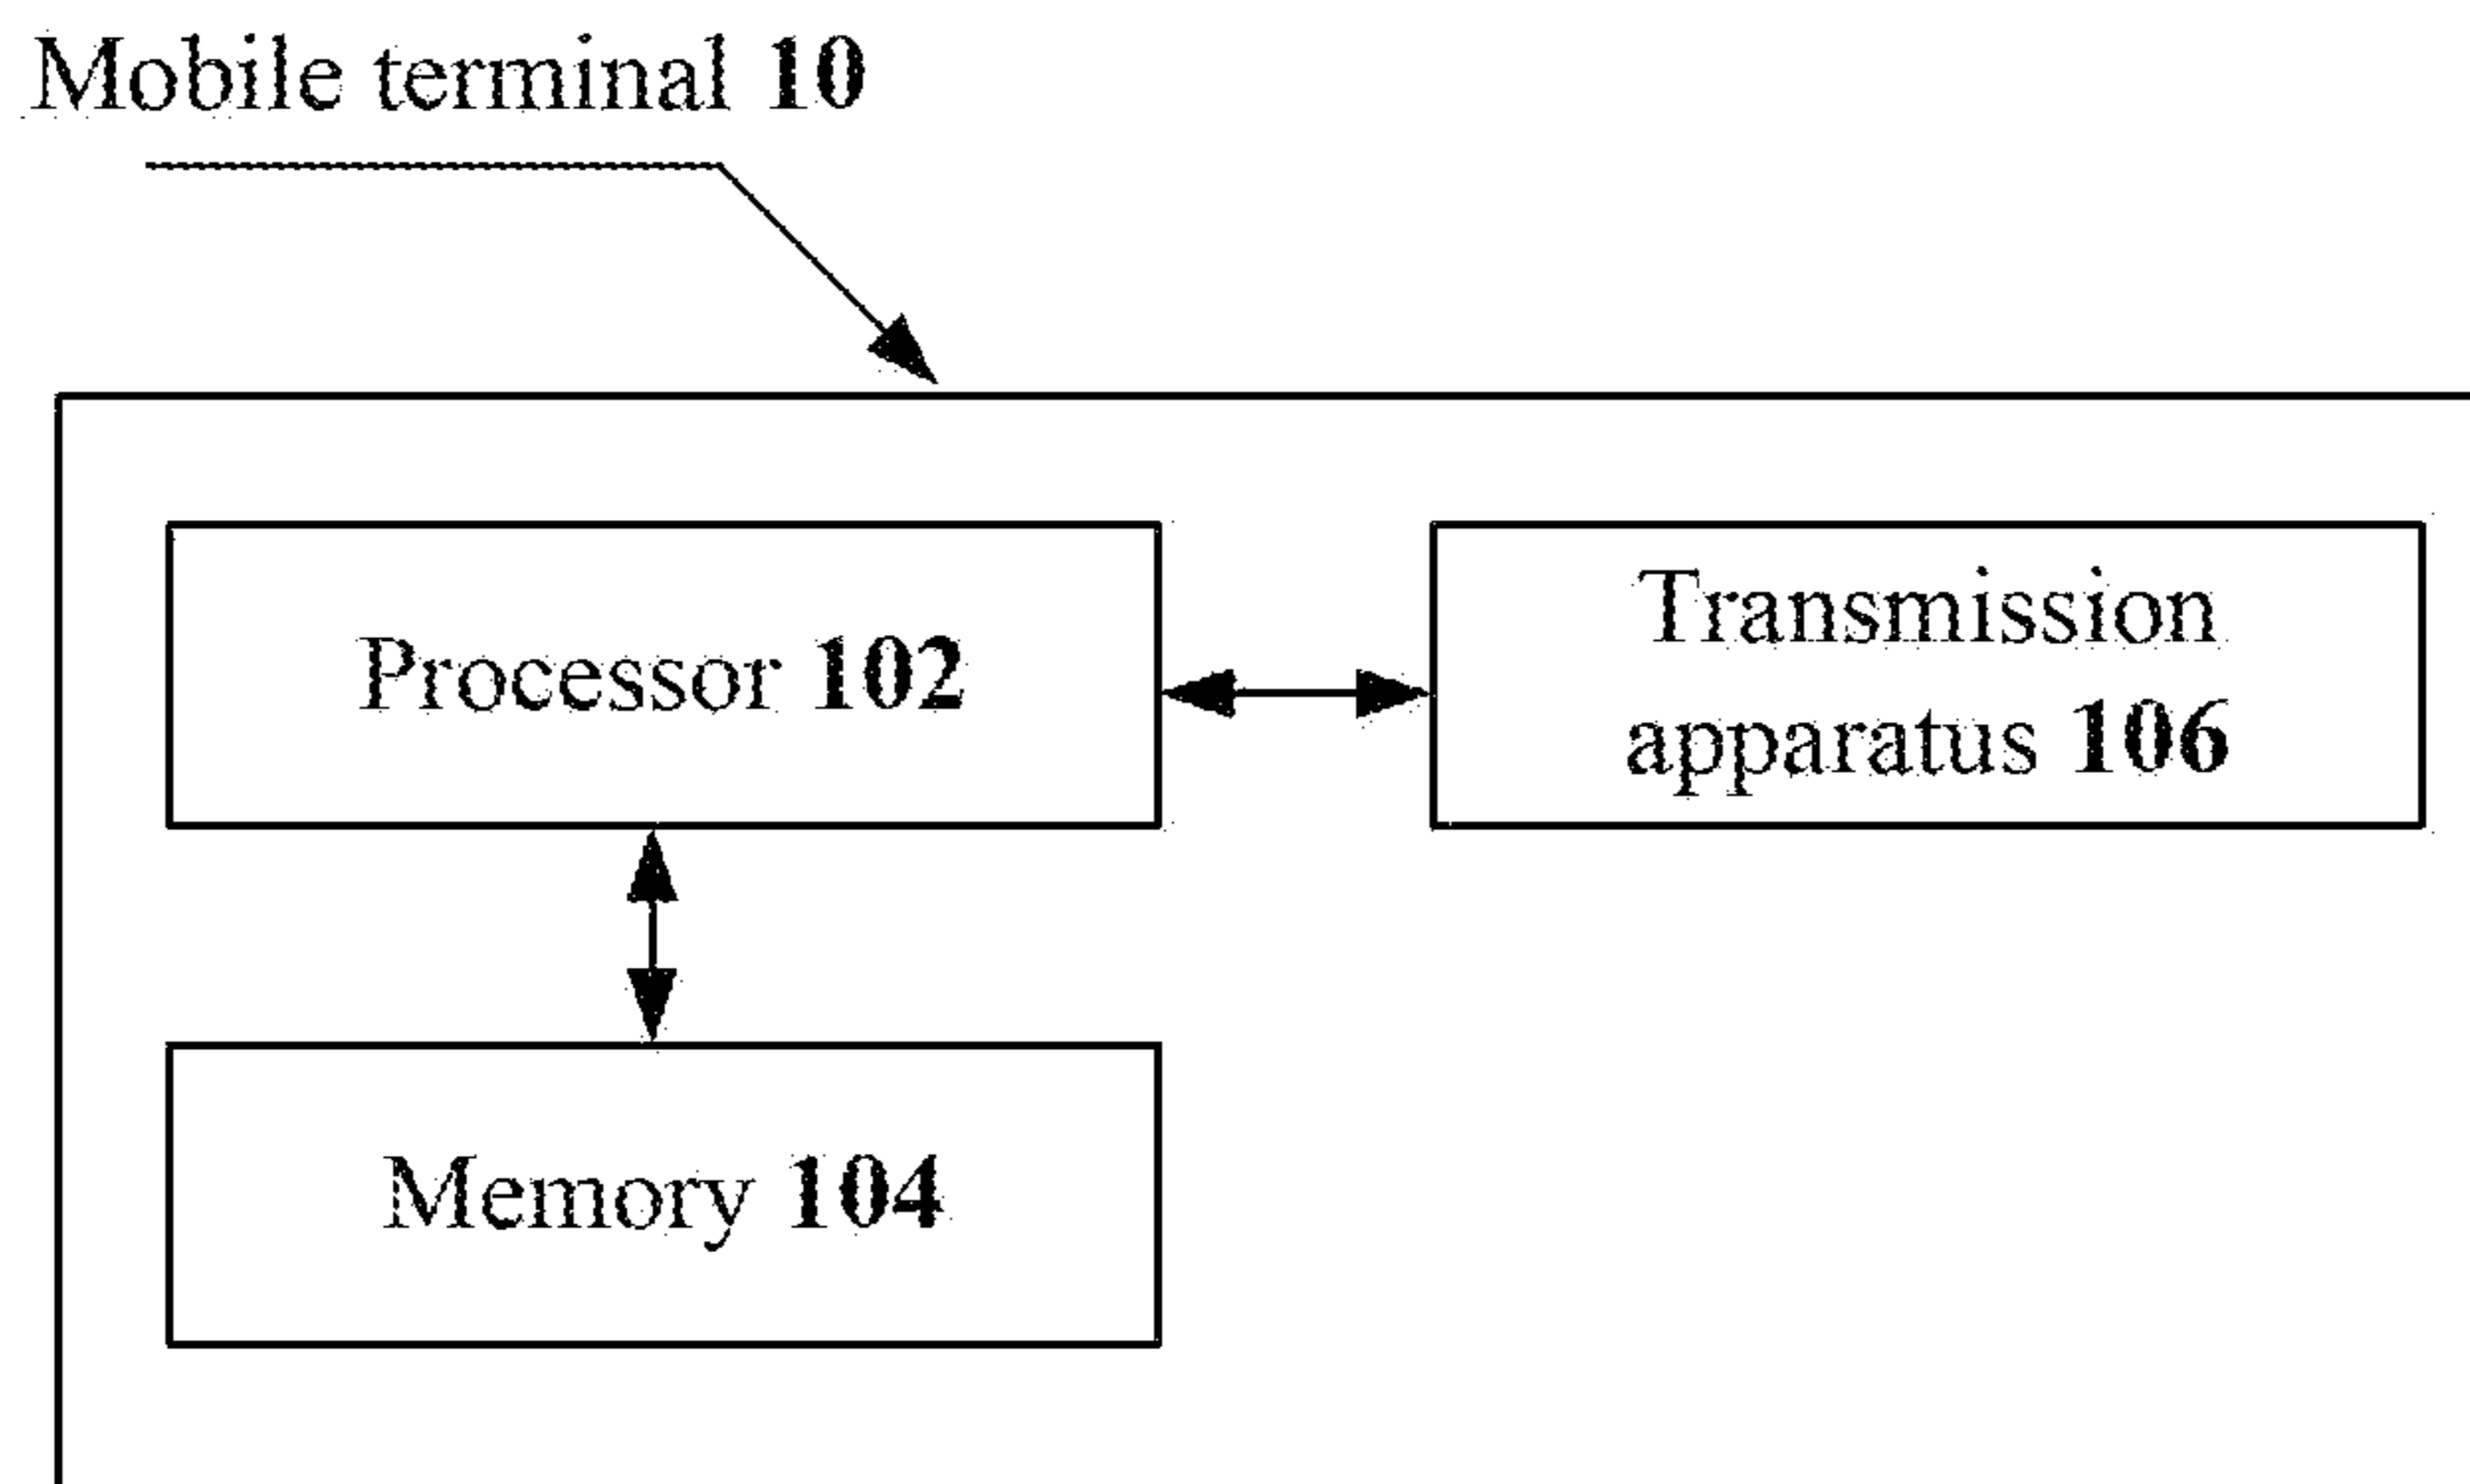 Mobile terminal 10
Processor 102
Transmission
apparatus 106
Memory 104